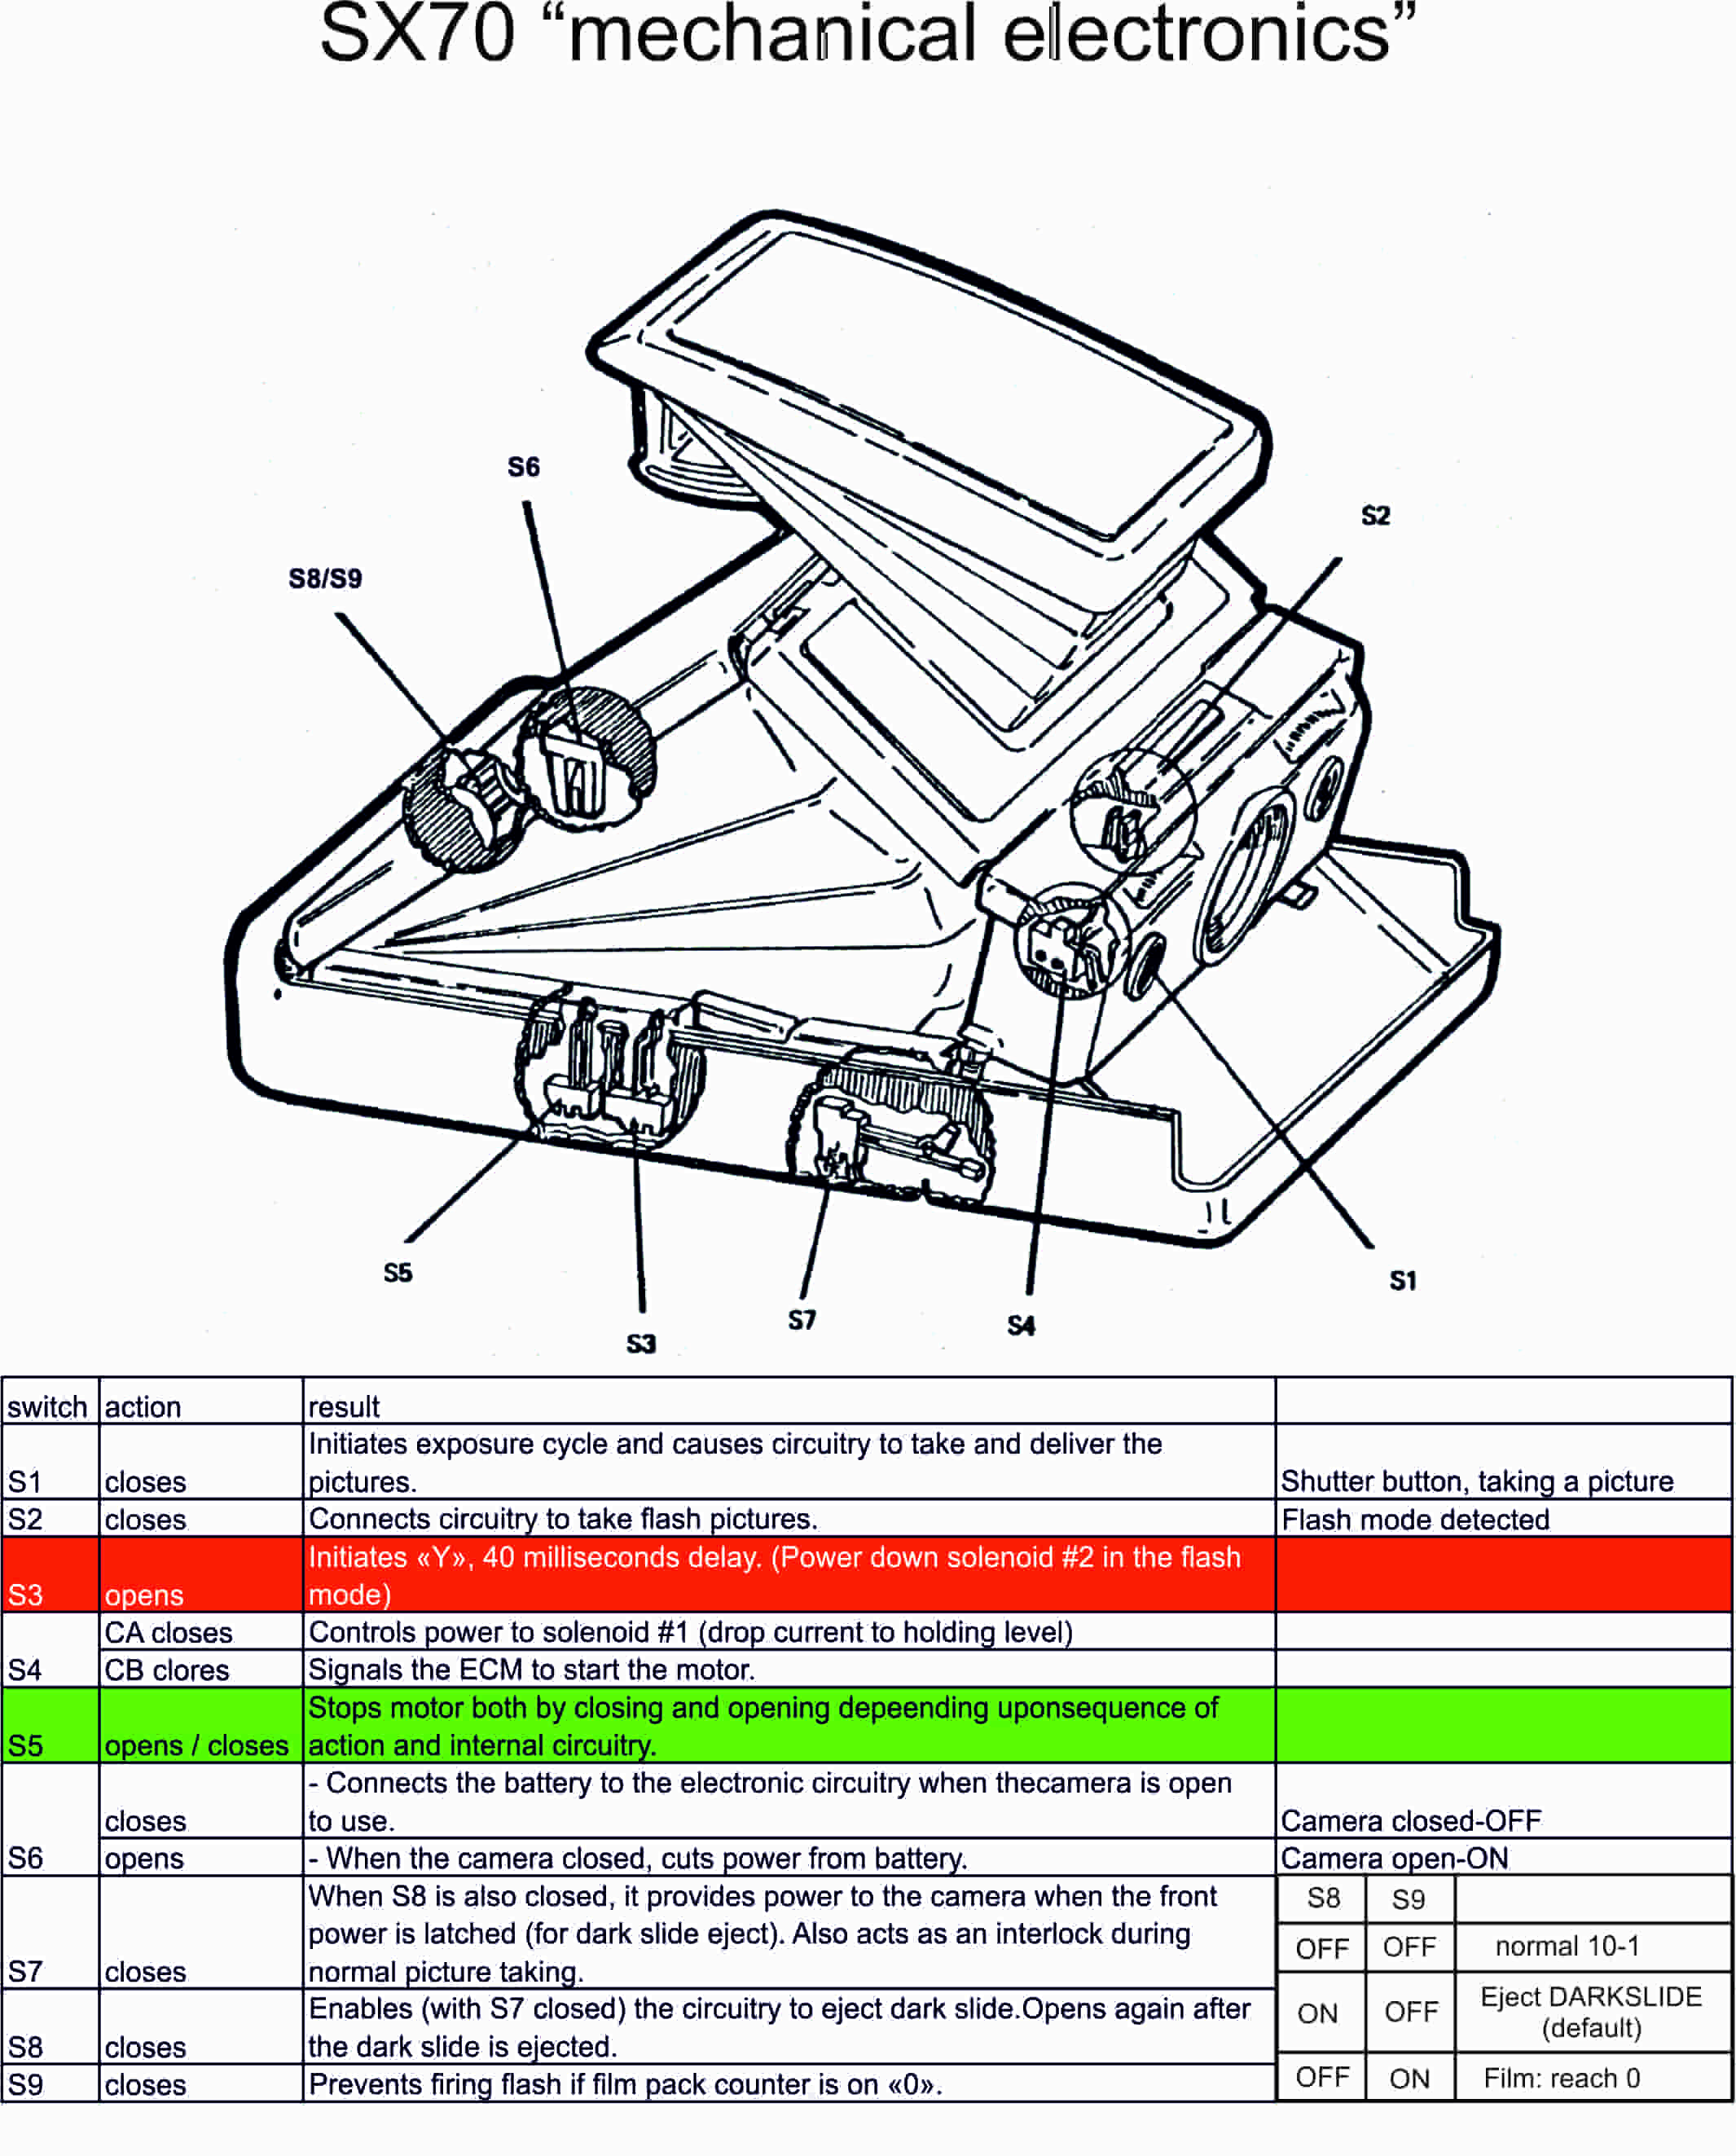 SX70 “mechanical electronics”
S6
S2
S8/S9
S5
S1
S7
S4
S3
switch action result
Initiates exposure cycle and causes circuitry to take and deliver the
S1 closes pictures. Shutter button, taking a picture
S2 closes Connects circuitry to take flash pictures. Flash mode detected
Initiates «Y», 40 milliseconds delay. (Power down solenoid #2 in the flash
S3 opens mode)
CA closes Controls power to solenoid #1 (drop current to holding level)
S4 CB clores Signals the ECM to start the motor.
Stops motor both by closing and opening depeending uponsequence of
S5 opens / closes action and internal circuitry.
- Connects the battery to the electronic circuitry when thecamera is open
closes to use. Camera closed-OFF
S6 opens - When the camera closed, cuts power from battery. Camera open-ON
When S8 is also closed, it provides power to the camera when the front
power is latched (for dark slide eject). Also acts as an interlock during
S7 closes normal picture taking.
Enables (with S7 closed) the circuitry to eject dark slide.Opens again after
S8 closes the dark slide is ejected.
S9 closes Prevents firing flash if film pack counter is on «0».
S8 S9
OFF OFF normal 10-1
ON OFF Eject DARKSLIDE
(default)
OFF ON Film: reach 0